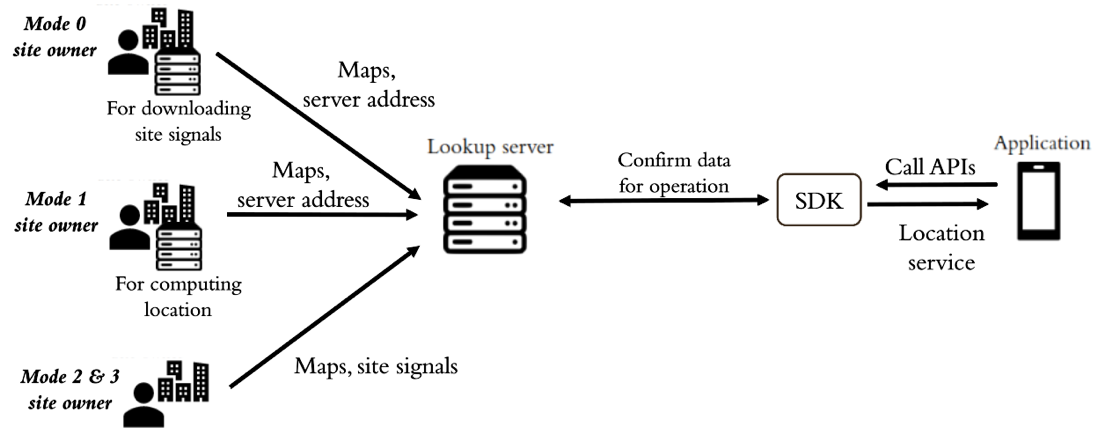 Mode 0
site owner
For downloading
site signals
Maps,
server address
Mode 1
site owner
For computing
location
Maps,
server address
Mode 2 & 3
site owner
Maps, site signals
Lookup server
Confirm data
for operation
SDK
Call APIs
Location
service
Application